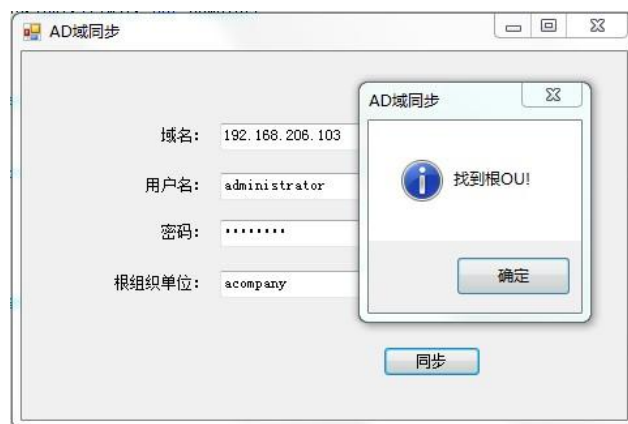 AD域同步
域名：
192.168.206.103
用户名：
administrator
密码：
••••••••
根组织单位：
acompany
同步
AD域同步
找到根OU!
确定